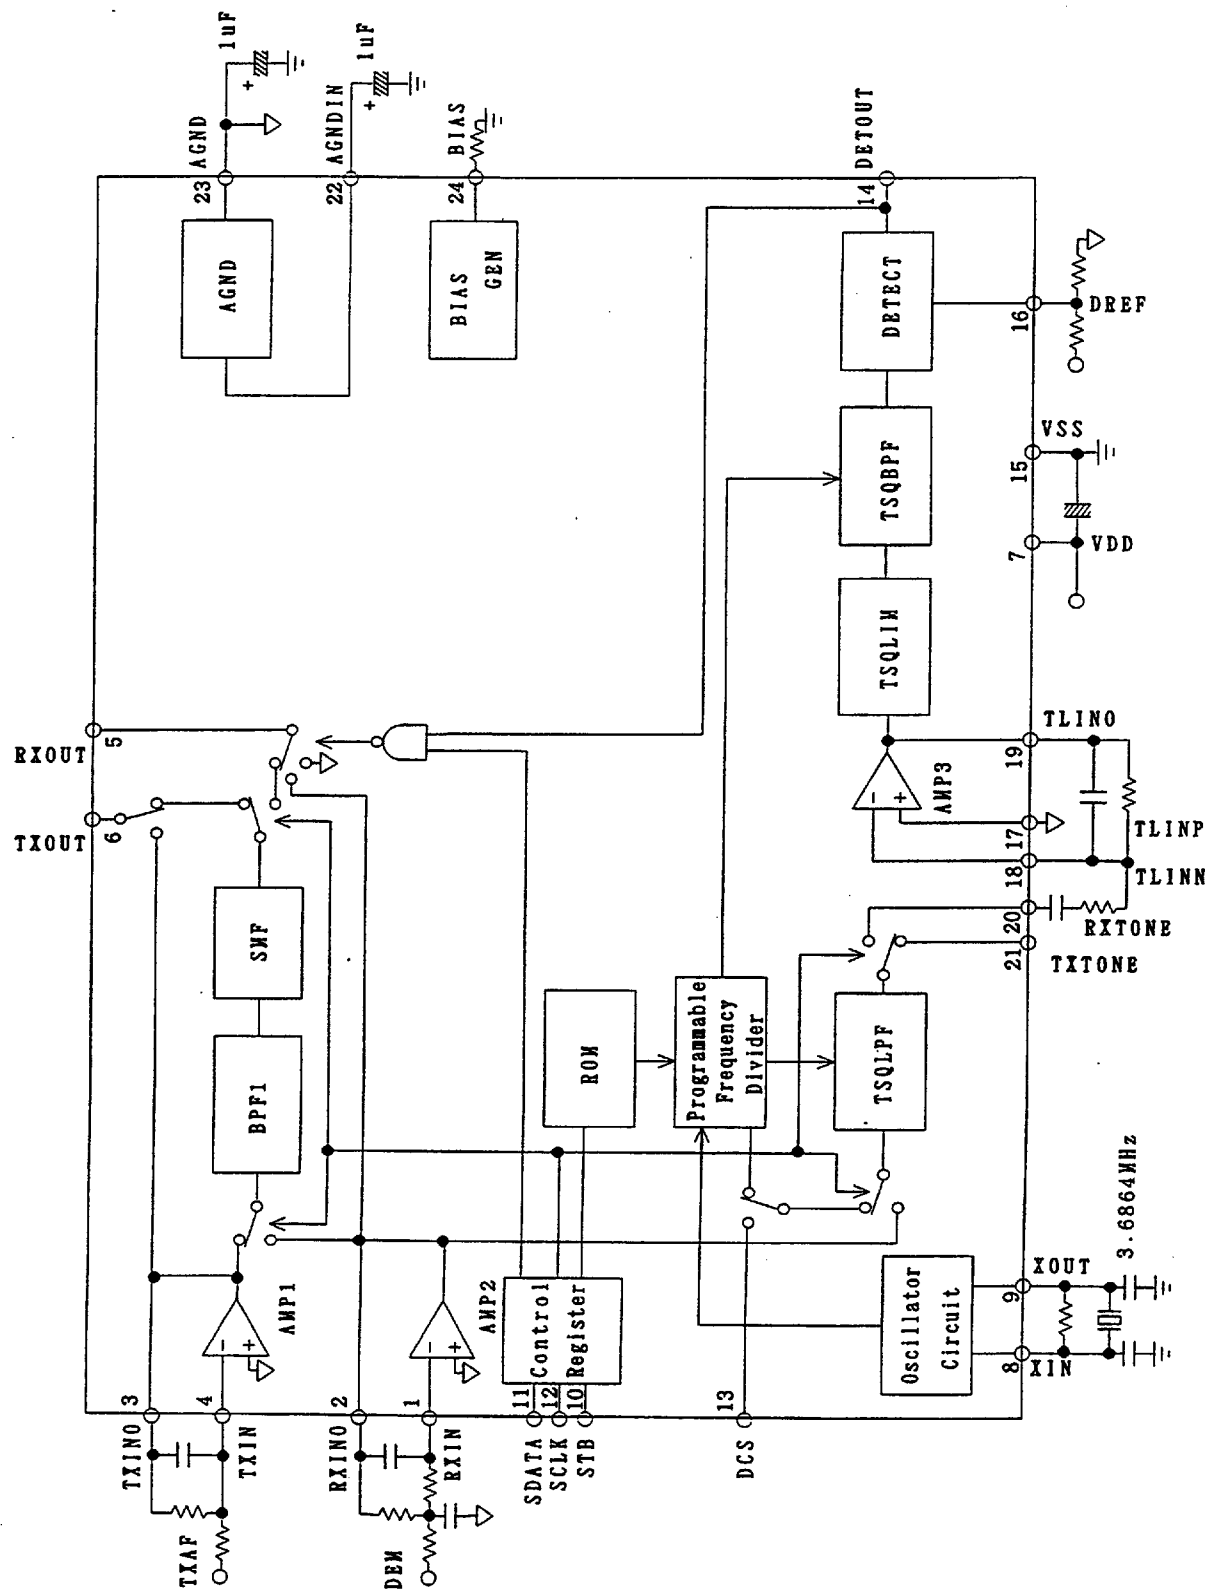 TXAF
TXINO
3
TXIN
4
AMP1
BPF1
SMF
TXOUT
6
RXOUT
5
AGND
AGND
23
1uF
+
AGNDIN
22
1uF
+
BIAS
GEN
24
BIAS
DEM
RXINO
2
RXIN
1
AMP2
SDATA
11
SCLK
12
STB
10
Control
Register
ROM
DCS
13
Programmable
Frequency
Divider
Oscillator
Circuit
8
XIN
9
XOUT
3.6864MHz
TSQLPF
21
TXTONE
20
RXTONE
18
TLINN
17
TLINP
19
TLINO
AMP3
TSQLIM
TSQBPF
DETECT
14
DETOUT
7
VDD
15
VSS
16
DREF